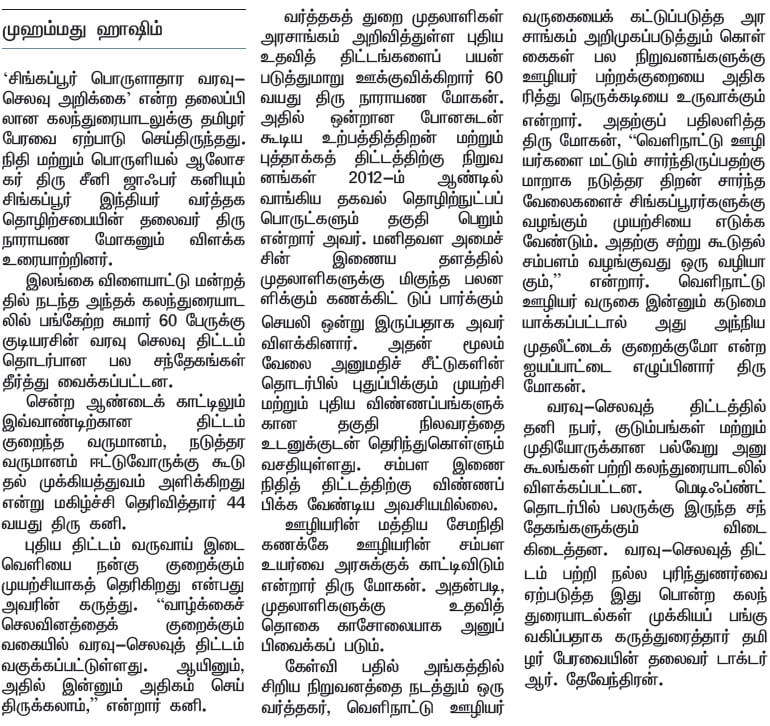 முஹம்மது ஹாஷிம்
‘சிங்கப்பூர் பொருளாதார வரவு–
செலவு அறிக்கை’ என்ற தலைப்பி
லான கலந்துரையாடலுக்கு தமிழர்
பேரவை ஏற்பாடு செய்திருந்தது.
நிதி மற்றும் பொருளியல் ஆலோச
கர் திரு சீனி ஜாஃபர் கனியும்
சிங்கப்பூர் இந்தியர் வர்த்தக
தொழிற்சபையின் தலைவர் திரு
நாராயண மோகனும் விளக்க
உரையாற்றினர்.
இலங்கை விளையாட்டு மன்றத்
தில் நடந்த அந்தக் கலந்துரையாட
லில் பங்கேற்ற சுமார் 60 பேருக்கு
குடியரசின் வரவு செலவு திட்டம்
தொடர்பான பல சந்தேகங்கள்
தீர்த்து வைக்கப்பட்டன.
சென்ற ஆண்டைக் காட்டிலும்
இவ்வாண்டிற்கான திட்டம்
குறைந்த வருமானம், நடுத்தர
வருமானம் ஈட்டுவோருக்கு கூடு
தல் முக்கியத்துவம் அளிக்கிறது
என்று மகிழ்ச்சி தெரிவித்தார் 44
வயது திரு கனி.
புதிய திட்டம் வருவாய் இடை
வெளியை நன்கு குறைக்கும்
முயற்சியாகத் தெரிகிறது என்பது
அவரின் கருத்து. “வாழ்க்கைச்
செலவினத்தைக் குறைக்கும்
வகையில் வரவு–செலவுத் திட்டம்
வகுக்கப்பட்டுள்ளது. ஆயினும்,
அதில் இன்னும் அதிகம் செய்
திருக்கலாம்,” என்றார் கனி.
வர்த்தகத் துறை முதலாளிகள்
அரசாங்கம் அறிவித்துள்ள புதிய
உதவித் திட்டங்களைப் பயன்
படுத்துமாறு ஊக்குவிக்கிறார் 60
வயது திரு நாராயண மோகன்.
அதில் ஒன்றான போனசுடன்
கூடிய உற்பத்தித்திறன் மற்றும்
புத்தாக்கத் திட்டத்திற்கு நிறுவ
னங்கள் 2012–ம் ஆண்டில்
வாங்கிய தகவல் தொழிற்நுட்பப்
பொருட்களும் தகுதி பெறும்
என்றார் அவர். மனிதவள அமைச்
சின் இணைய தளத்தில்
முதலாளிகளுக்கு மிகுந்த பலன
ளிக்கும் கணக்கிட் டுப் பார்க்கும்
செயலி ஒன்று இருப்பதாக அவர்
விளக்கினார். அதன் மூலம்
வேலை அனுமதிச் சீட்டுகளின்
தொடர்பில் புதுப்பிக்கும் முயற்சி
மற்றும் புதிய விண்ணப்பங்களுக்
கான தகுதி நிலவரத்தை
உடனுக்குடன் தெரிந்துகொள்ளும்
வசதியுள்ளது. சம்பள இணை
நிதித் திட்டத்திற்கு விண்ணப்
பிக்க வேண்டிய அவசியமில்லை.
ஊழியரின் மத்திய சேமநிதி
கணக்கே ஊழியரின் சம்பள
உயர்வை அரசுக்குக் காட்டிவிடும்
என்றார் திரு மோகன். அதன்படி,
முதலாளிகளுக்கு உதவித்
தொகை காசோலையாக அனுப்
பிவைக்கப் படும்.
கேள்வி பதில் அங்கத்தில்
சிறிய நிறுவனத்தை நடத்தும் ஒரு
வர்த்தகர், வெளிநாட்டு ஊழியர்
வருகையைக் கட்டுப்படுத்த அர
சாங்கம் அறிமுகப்படுத்தும் கொள்
கைகள் பல நிறுவனங்களுக்கு
ஊழியர் பற்றக்குறையை அதிக
ரித்து நெருக்கடியை உருவாக்கும்
என்றார். அதற்குப் பதிலளித்த
திரு மோகன், “வெளிநாட்டு ஊழி
யர்களை மட்டும் சார்ந்திருப்பதற்கு
மாறாக நடுத்தர திறன் சார்ந்த
வேலைகளைச் சிங்கப்பூரர்களுக்கு
வழங்கும் முயற்சியை எடுக்க
வேண்டும். அதற்கு சற்று கூடுதல்
சம்பளம் வழங்குவது ஒரு வழியா
கும்,” என்றார். வெளிநாட்டு
ஊழியர் வருகை இன்னும் கடுமை
யாக்கப்பட்டால் அது அந்நிய
முதலீட்டைக் குறைக்குமோ என்ற
ஐயப்பாட்டை எழுப்பினார் திரு
மோகன்.
வரவு–செலவுத் திட்டத்தில்
தனி நபர், குடும்பங்கள் மற்றும்
முதியோருக்கான பல்வேறு அனு
கூலங்கள் பற்றி கலந்துரையாடலில்
விளக்கப்பட்டன. மெடிஃப்ண்ட்
தொடர்பில் பலருக்கு இருந்த சந்
தேகங்களுக்கும் விடை
கிடைத்தன. வரவு–செலவுத் திட்
டம் பற்றி நல்ல புரிந்துணர்வை
ஏற்படுத்த இது பொன்ற கலந்
துரையாடல்கள் முக்கியப் பங்கு
வகிப்பதாக கருத்துரைத்தார் தமி
ழர் பேரவையின் தலைவர் டாக்டர்
ஆர். தேவேந்திரன்.